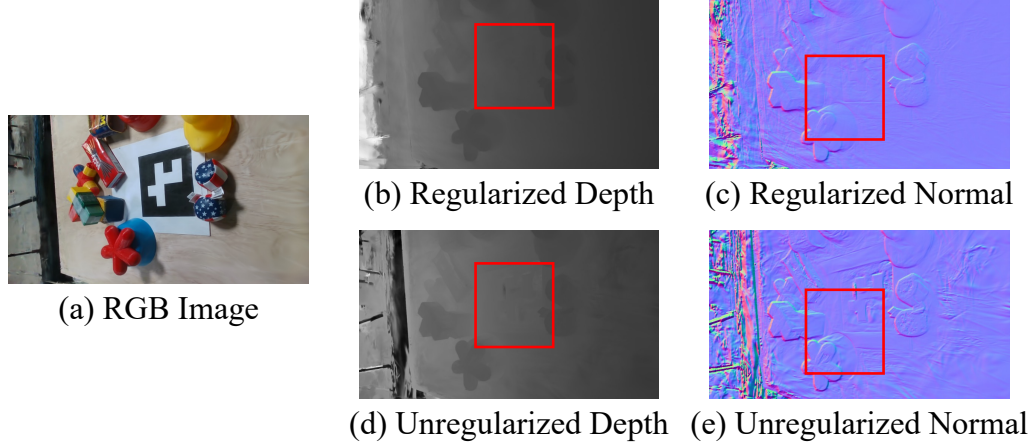 (b) Regularized Depth
(c) Regularized Normal
(a) RGB Image
(d) Unregularized Depth
(e) Unregularized Normal